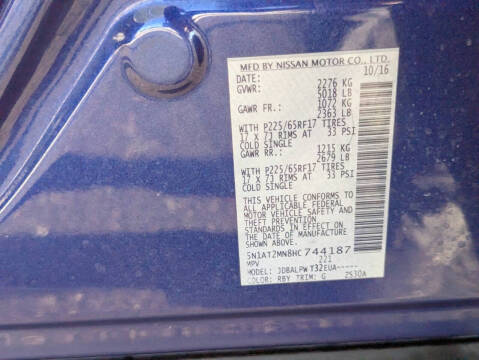 MFD BY NISSAN MOTOR CO., LTD.
DATE: 10/16
GVWR: 2276 KG
5018 LB
GAWR FR.: 1072 KG
2363 LB
WITH P225/65RF17 TIRES
17 X 7J RIMS AT 33 PSI
COLD SINGLE
GAWR RR.: 1215 KG
2679 LB
WITH P225/65RF17 TIRES
17 X 7J RIMS AT 33 PSI
COLD SINGLE
THIS VEHICLE CONFORMS TO
ALL APPLICABLE FEDERAL
MOTOR VEHICLE SAFETY AND
THEFT PREVENTION
STANDARDS IN EFFECT ON
THE DATE OF MANUFACTURE
SHOWN ABOVE.
5N1AT2MN8HC744187
MPV 221
MODEL: JDBALPWT32EUA-----
COLOR: RBY TRIM: G 2530A